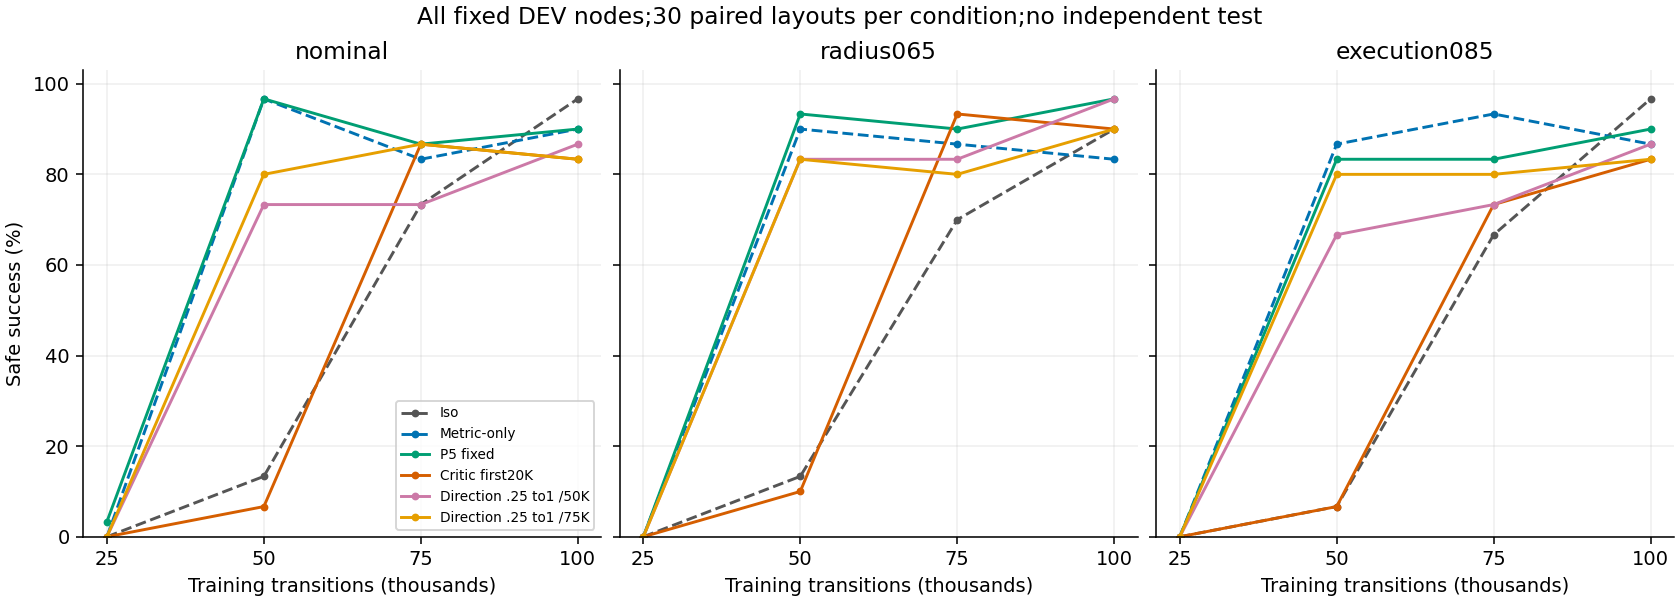 All fixed DEV nodes;30 paired layouts per condition;no independent test
nominal
radius065
execution085
Safe success (%)
100
80
60
40
20
0
25
50
75
100
25
50
75
100
25
50
75
100
Training transitions (thousands)
Training transitions (thousands)
Training transitions (thousands)
Iso
Metric-only
P5 fixed
Critic first20K
Direction .25 to1 /50K
Direction .25 to1 /75K